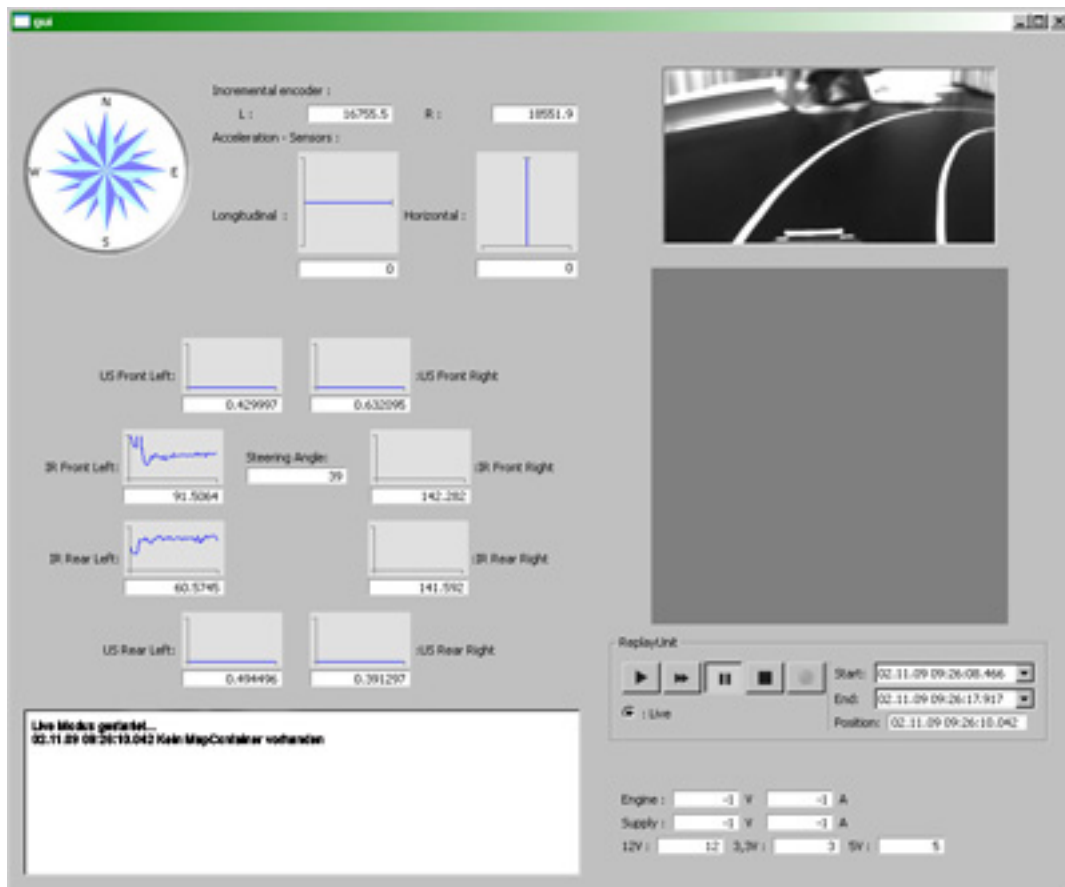 gui
N
W
E
S
Incremental encoder :
L : 16755.5 R : 18551.9
Acceleration - Sensors :
Longitudinal : Horizontal :
0 0
US Front Left: :US Front Right
0.429997 0.632095
IR Front Left: Steering Angle: :IR Front Right
39
91.5064 142.282
IR Rear Left: :IR Rear Right
60.5745 141.592
US Rear Left: :US Rear Right
0.494496 0.391297
Live Modus gestartet...
02.11.09 09:26:10.042 Kein MapContainer vorhanden
ReplayUnit
Start: 02.11.09 09:26:08.466
End: 02.11.09 09:26:17.917
: Live
Position: 02.11.09 09:26:10.042
Engine : -1 V -1 A
Supply : -1 V -1 A
12V : 12 3,3V : 3 5V : 5